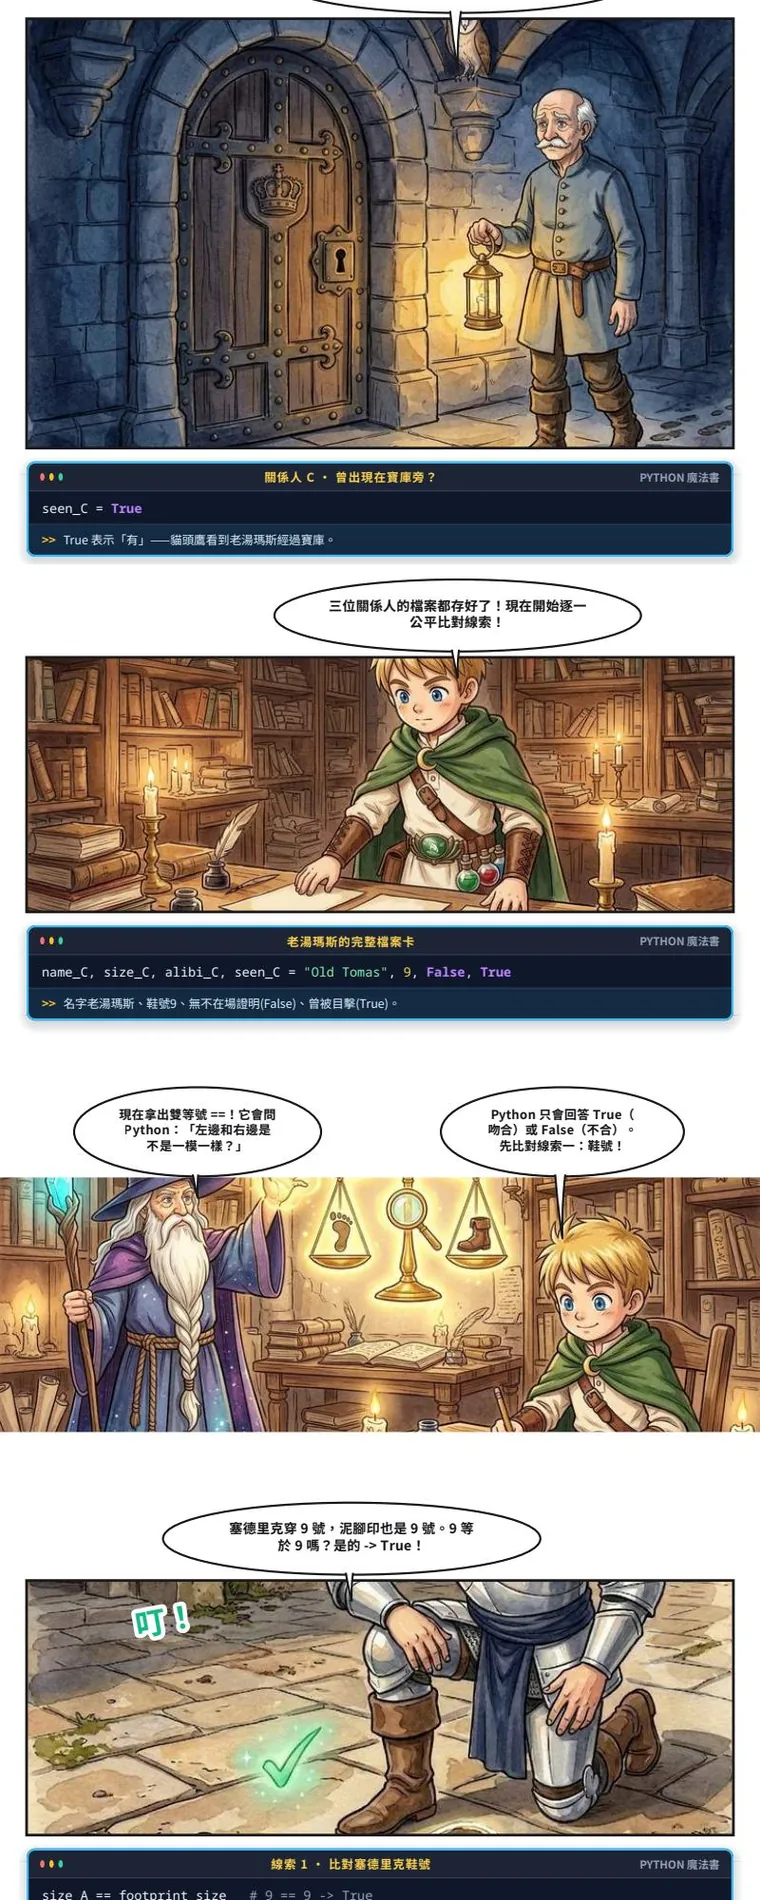 關係人 C · 曾出現在寶庫旁？
PYTHON 魔法書
seen_C = True
>> True 表示「有」——貓頭鷹看到老湯瑪斯經過寶庫。
三位關係人的檔案都存好了！現在開始逐一
公平比對線索！
老湯瑪斯的完整檔案卡
PYTHON 魔法書
name_C, size_C, alibi_C, seen_C = "Old Tomas", 9, False, True
>> 名字老湯瑪斯、鞋號9、無不在場證明(False)、曾被目擊(True)。
現在拿出雙等號 ==！它會問
Python：「左邊和右邊是
不是一模一樣？」
Python 只會回答 True（
吻合）或 False（不合）。
先比對線索一：鞋號！
塞德里克穿 9 號，泥腳印也是 9 號。9 等
於 9 嗎？是的 -> True！
叮！
線索 1 · 比對塞德里克鞋號
PYTHON 魔法書
size_A == footprint_size # 9 == 9 -> True